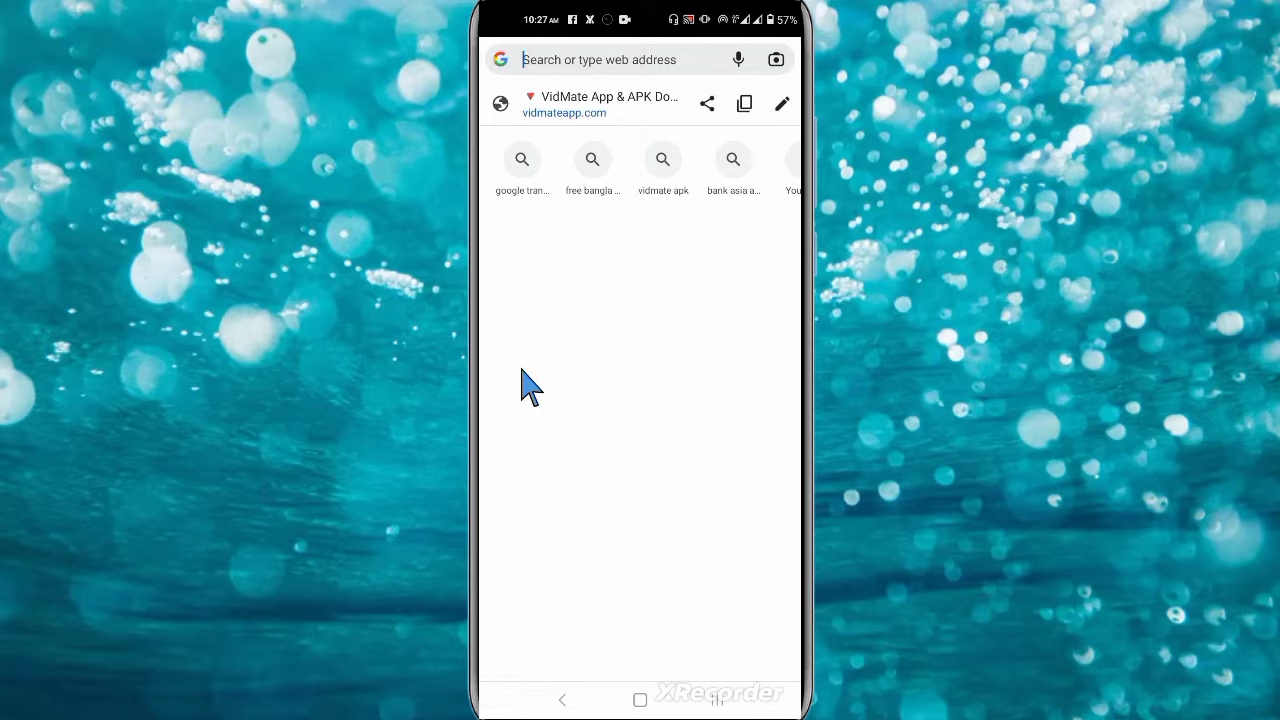 10:27 AM
57%
Search or type web address
🔻 VidMate App & APK Do...
vidmateapp.com
google tran...
free bangla ...
vidmate apk
bank asia a...
You
XRecorder